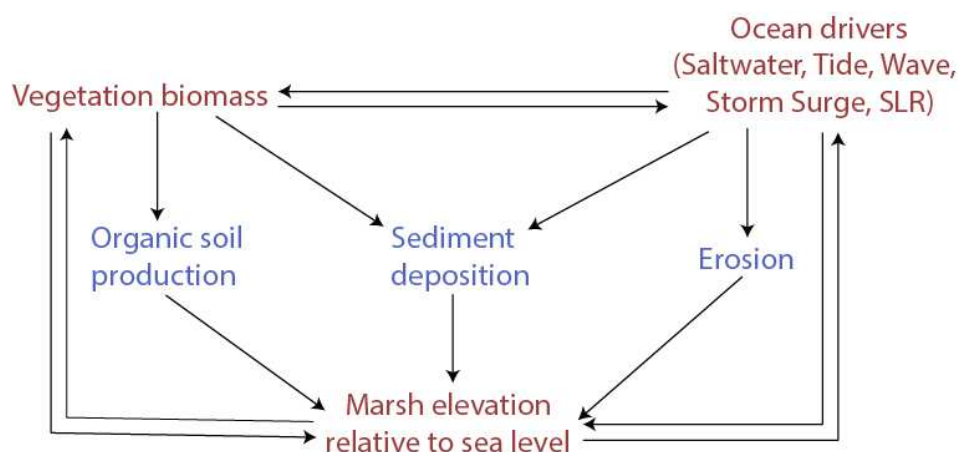 Ocean drivers
(Saltwater, Tide, Wave,
Storm Surge, SLR)
Vegetation biomass
Organic soil
production
Sediment
deposition
Erosion
Marsh elevation
relative to sea level